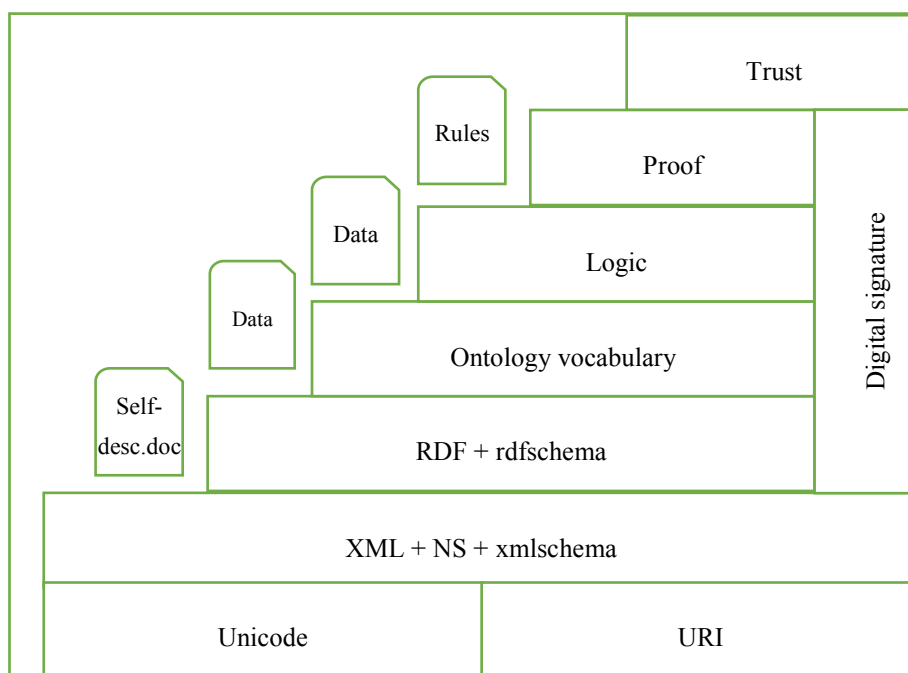 Trust
Rules
Proof
Data
Logic
Digital signature
Data
Ontology vocabulary
Self-
desc.doc
RDF + rdfschema
XML + NS + xmlschema
Unicode
URI